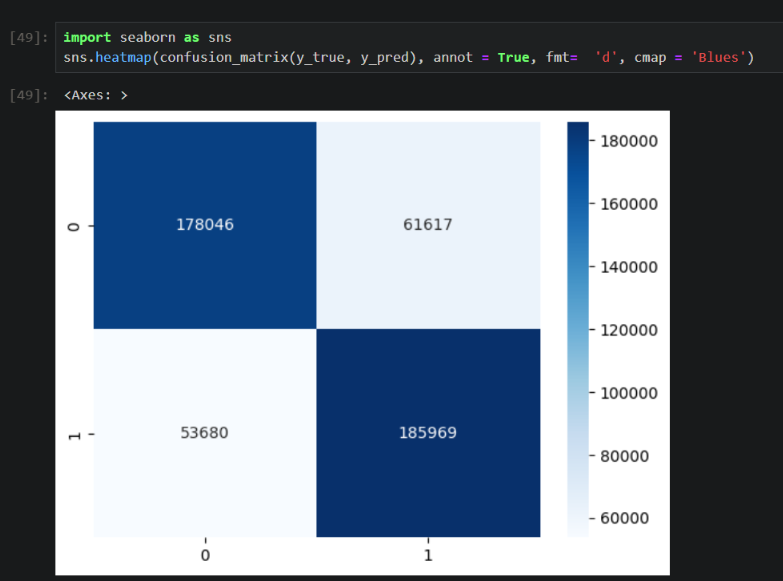 [49]: import seaborn as sns
sns.heatmap(confusion_matrix(y_true, y_pred), annot = True, fmt=  'd', cmap = 'Blues')
[49]: <Axes: >
180000
0 178046 61617
160000
140000
120000
100000
1 53680 185969
80000
60000
0 1